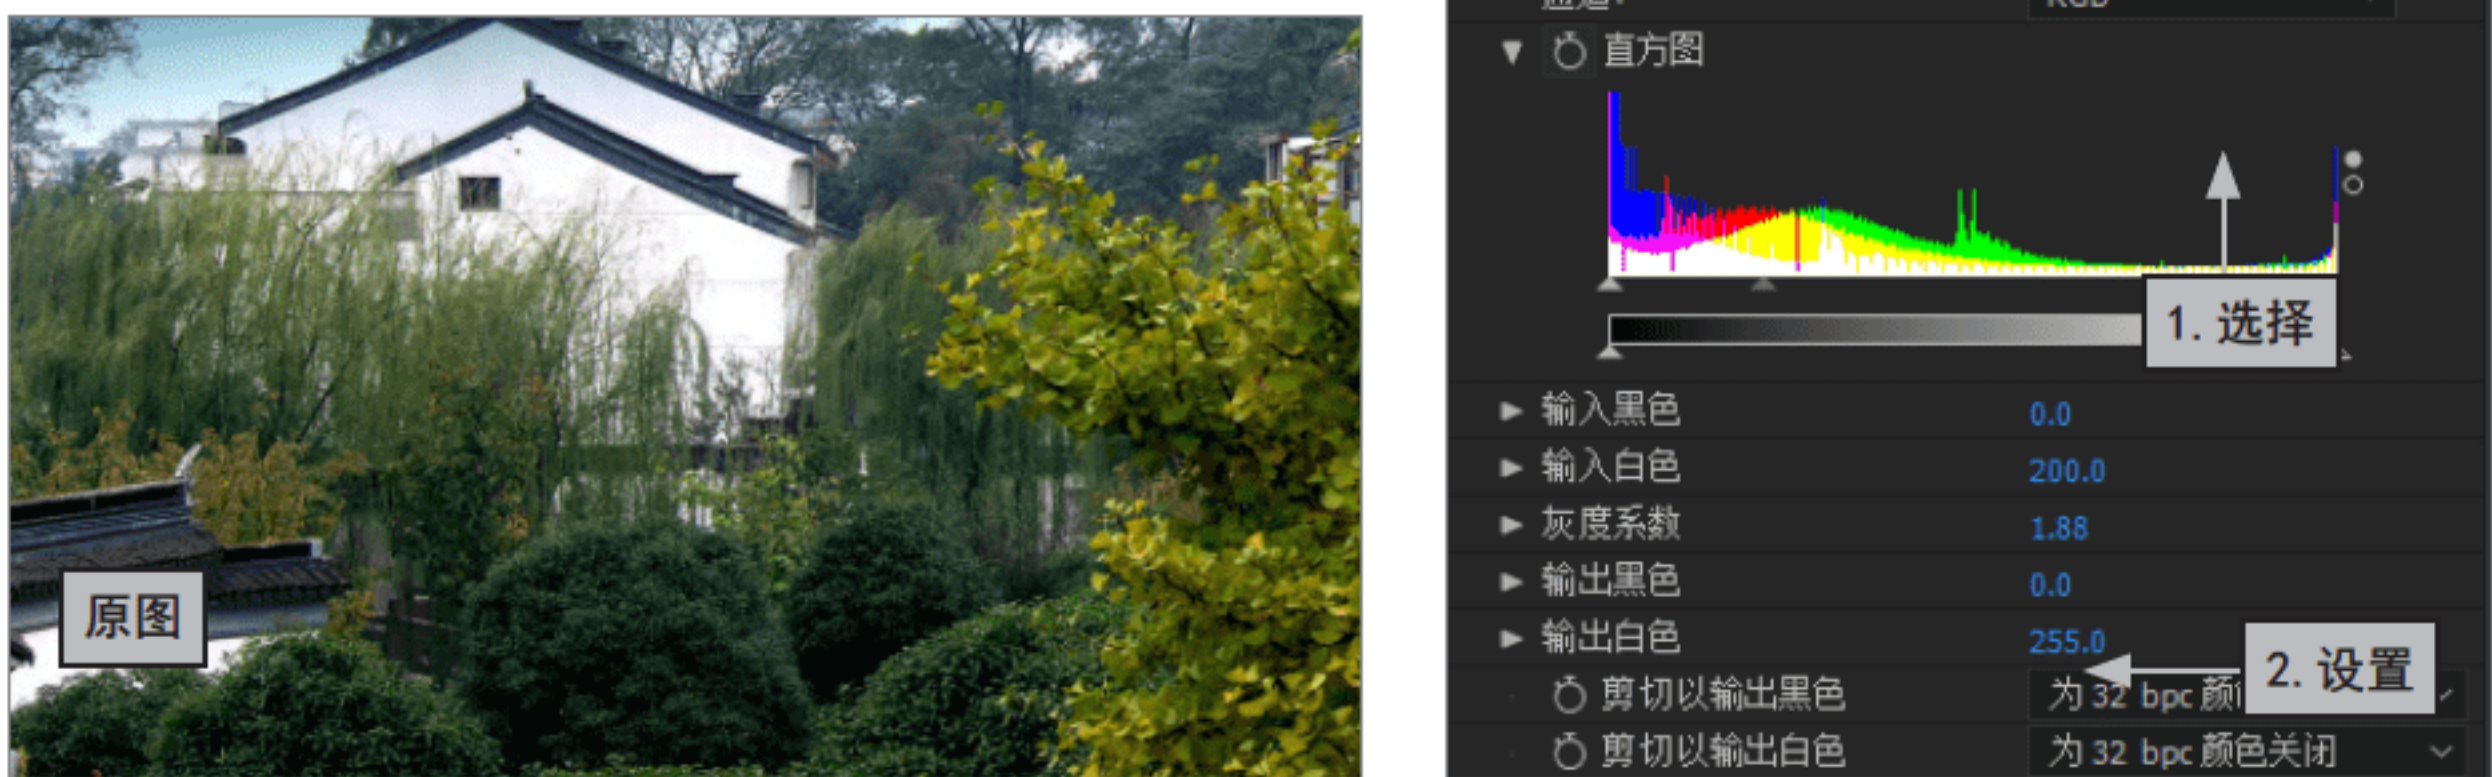 原图
通道: RGB
直方图
1. 选择
输入黑色 0.0
输入白色 200.0
灰度系数 1.88
输出黑色 0.0
输出白色 255.0
2. 设置
剪切以输出黑色 为 32 bpc 颜
剪切以输出白色 为 32 bpc 颜色关闭